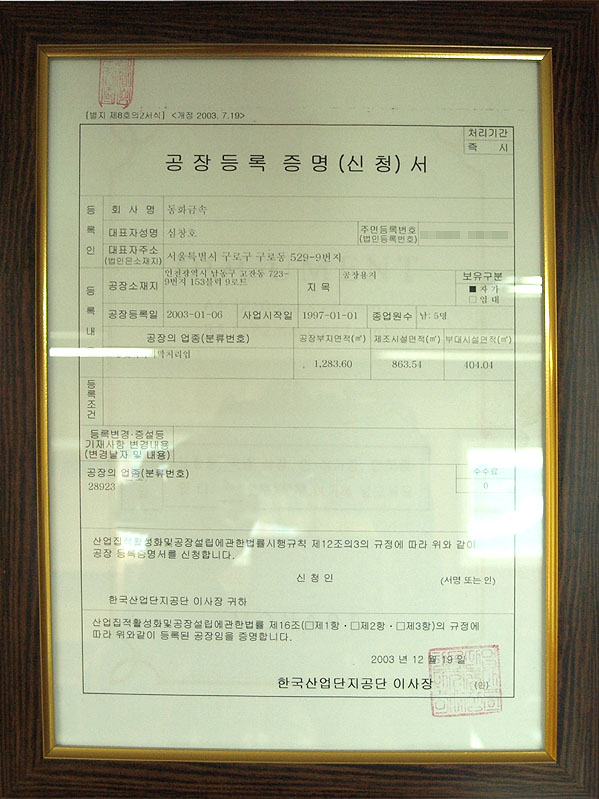 [별지 제8호의2서식] <개정 2003. 7.19>
처리기간
즉 시
공장등록 증명(신청)서
등록인
회 사 명 동화금속
대표자성명 심창호
주민등록번호
(법인등록번호)
대표자주소
(법인은소재지)
서울특별시 구로구 구로동 529-9번지
등록내
공장소재지
인천광역시 남동구 고잔동 723-
9번지 153블럭 9로트
지 목
공장용지
보유구분
■ 자 가
□ 임 대
공장등록일 2003-01-06 사업시작일 1997-01-01 종업원수 남: 5명
공장의 업종(분류번호) 공장부지면적(㎡) 제조시설면적(㎡) 부대시설면적(㎡)
막처리업
1,283.60 863.54 404.04
등록조건
등록변경·증설등
기재사항 변경내용
(변경날자 및 내용)
공장의 업종(분류번호) 수수료
28923 0
산업집적활성화및공장설립에관한법률시행규칙 제12조의3의 규정에 따라 위와 같이
공장 등록증명서를 신청합니다.
신 청 인 (서명 또는 인)
한국산업단지공단 이사장 귀하
산업집적활성화및공장설립에관한법률 제16조(□제1항·□제2항·□제3항)의 규정에
따라 위와같이 등록된 공장임을 증명합니다.
2003 년 12 월 19 일
한국산업단지공단 이사장 (인)